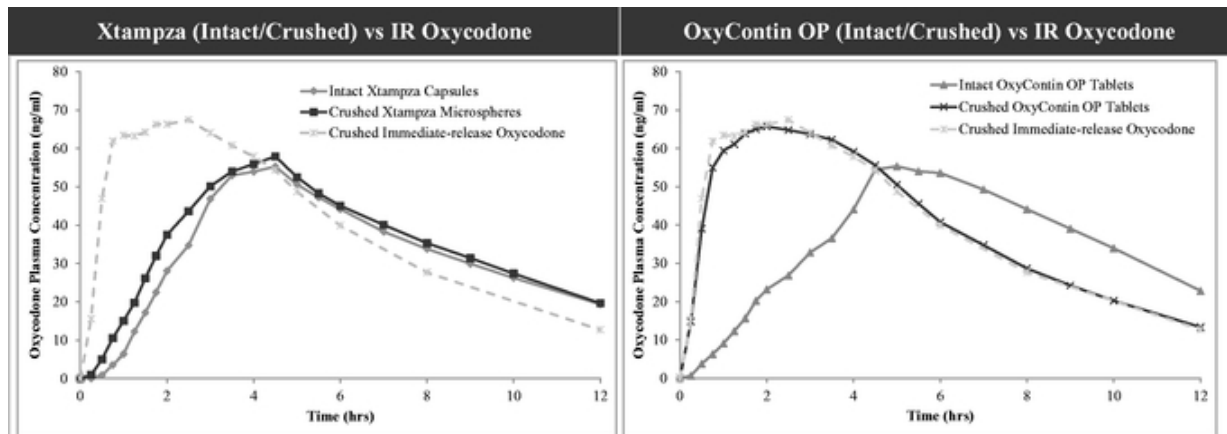 Xtampza (Intact/Crushed) vs IR Oxycodone
80
70
60
50
40
30
20
10
0
Oxycodone Plasma Concentration (ng/ml)
Intact Xtampza Capsules
Crushed Xtampza Microspheres
Crushed Immediate-release Oxycodone
0 2 4 6 8 10 12
Time (hrs)
OxyContin OP (Intact/Crushed) vs IR Oxycodone
80
70
60
50
40
30
20
10
0
Oxycodone Plasma Concentration (ng/ml)
Intact OxyContin OP Tablets
Crushed OxyContin OP Tablets
Crushed Immediate-release Oxycodone
0 2 4 6 8 10 12
Time (hrs)